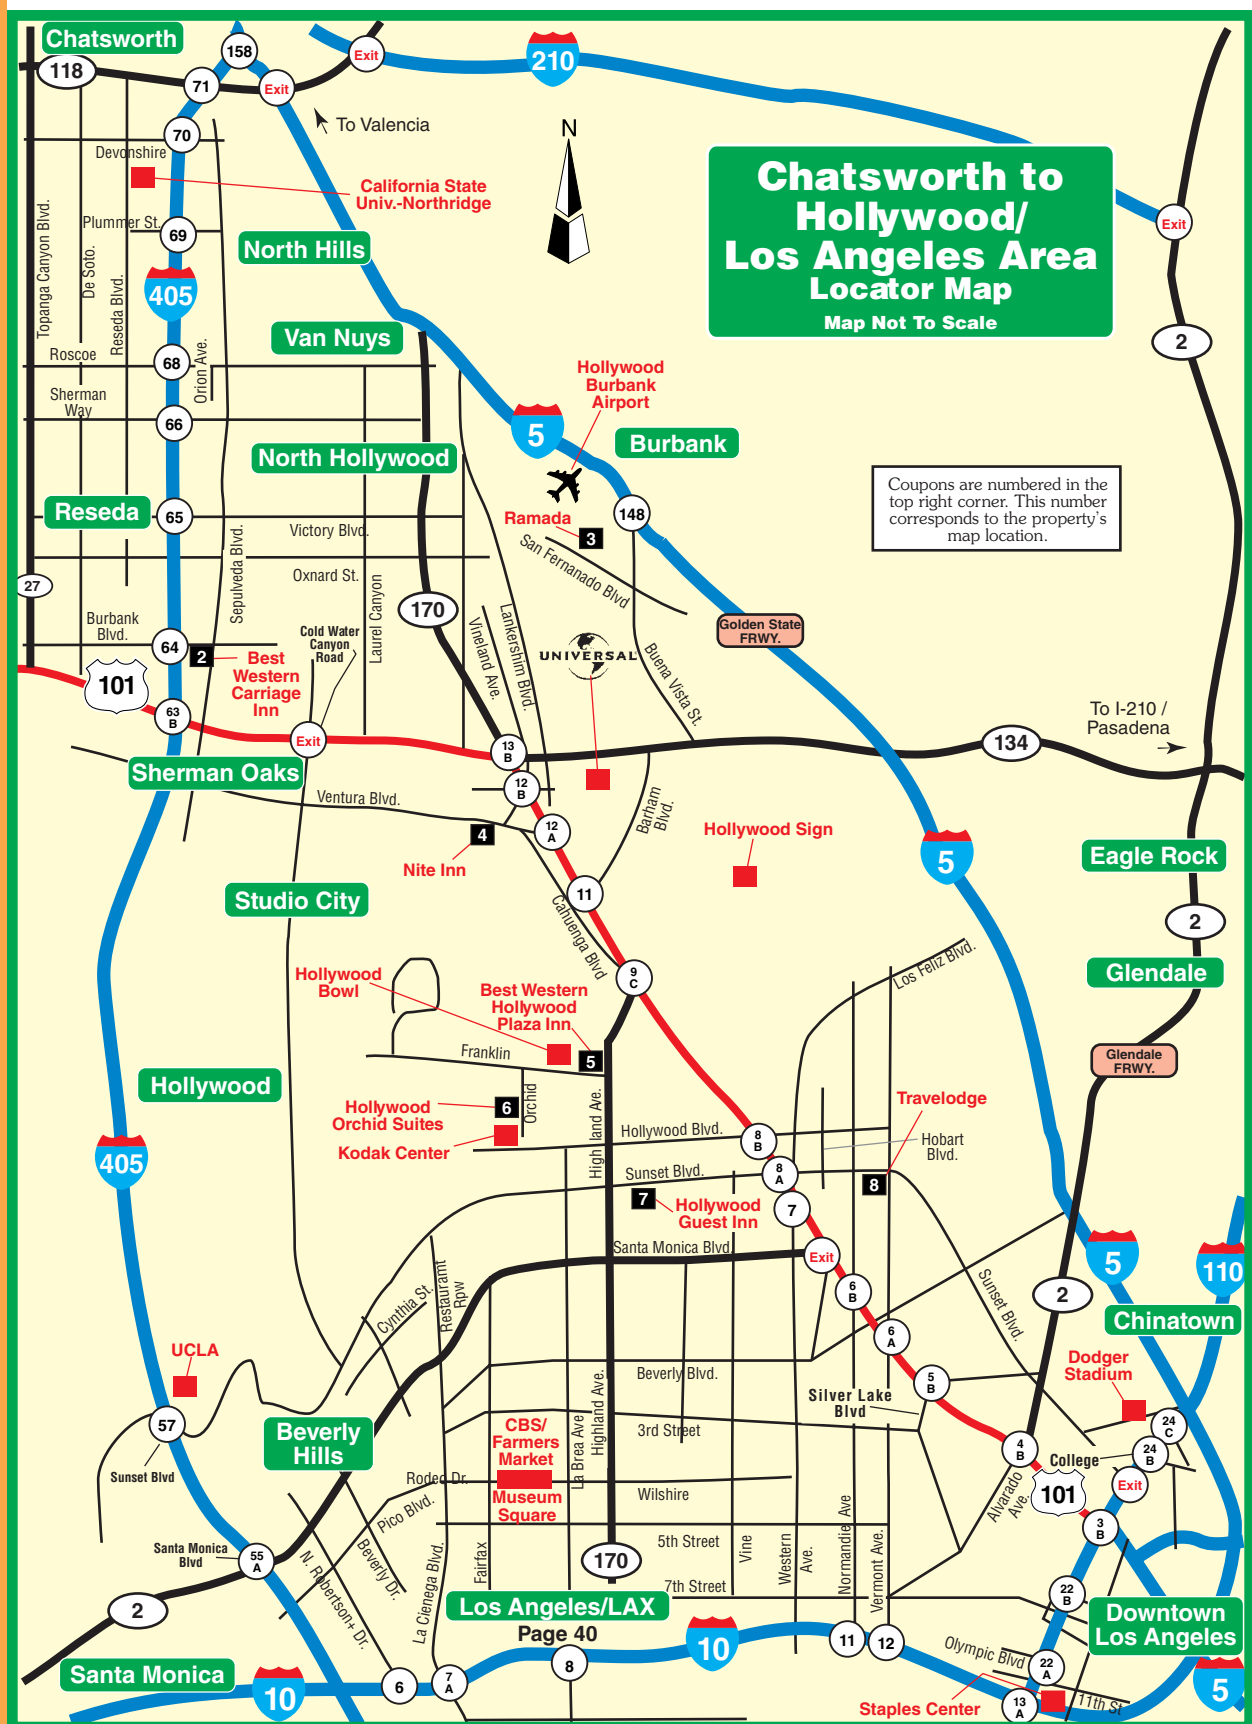 Chatsworth
118
158
71
Exit
Exit
210
To Valencia
N
70
Devonshire
California State
Univ.-Northridge
Chatsworth to
Hollywood/
Los Angeles Area
Locator Map
Map Not To Scale
Topanga Canyon Blvd.
De Soto.
Reseda Blvd.
Plummer St.
69
North Hills
Exit
405
Van Nuys
2
Roscoe
68
Orion Ave.
Sherman
Way
66
Hollywood
Burbank
Airport
5
Burbank
North Hollywood
Coupons are numbered in the
top right corner. This number
corresponds to the property's
map location.
Reseda
65
Victory Blvd.
Ramada
3
148
San Fernanado Blvd
Sepulveda Blvd.
Oxnard St.
Laurel Canyon
27
170
Burbank
Blvd.
64
2
Best
Western
Carriage
Inn
Cold Water
Canyon
Road
Vineland Ave.
Lankershim Blvd.
UNIVERSAL
Buena Vista St.
Golden State
FRWY.
101
63
B
Exit
13
B
134
To I-210 /
Pasadena
Sherman Oaks
12
B
Ventura Blvd.
12
A
Barham
Blvd.
4
Nite Inn
Hollywood Sign
5
Eagle Rock
Studio City
11
Cahuenga Blvd
2
9
C
Los Feliz Blvd.
Glendale
Hollywood
Bowl
Best Western
Hollywood
Plaza Inn
5
Franklin
Glendale
FRWY.
Hollywood
Hollywood
Orchid Suites
6
Orchid
Highland Ave.
Kodak Center
Travelodge
Hollywood Blvd.
8
B
Hobart
Blvd.
405
Sunset Blvd.
8
A
8
7
Hollywood
Guest Inn
7
Santa Monica Blvd.
Exit
5
110
Restauramt
Rpw
Cynthia St.
6
B
Sunset Blvd.
2
Chinatown
6
A
UCLA
Beverly Blvd.
5
B
Silver Lake
Blvd
Dodger
Stadium
57
Sunset Blvd
Beverly
Hills
CBS/
Farmers
Market
La Brea Ave
Highland Ave.
3rd Street
24
C
4
B
College
24
B
Rodeo Dr.
Museum
Square
Wilshire
Exit
101
Alvarado
Ave.
Pico Blvd.
3
B
Santa Monica
Blvd
55
A
N. Robertson+ Dr.
Beverly Dr.
La Cienega Blvd.
Fairfax
170
5th Street
Vine
Western
Ave.
Normandie Ave
Vermont Ave.
7th Street
22
B
2
Los Angeles/LAX
Page 40
Downtown
Los Angeles
10
11
12
Olympic Blvd
22
A
Santa Monica
10
6
7
A
8
Staples Center
13
A
11th St
5